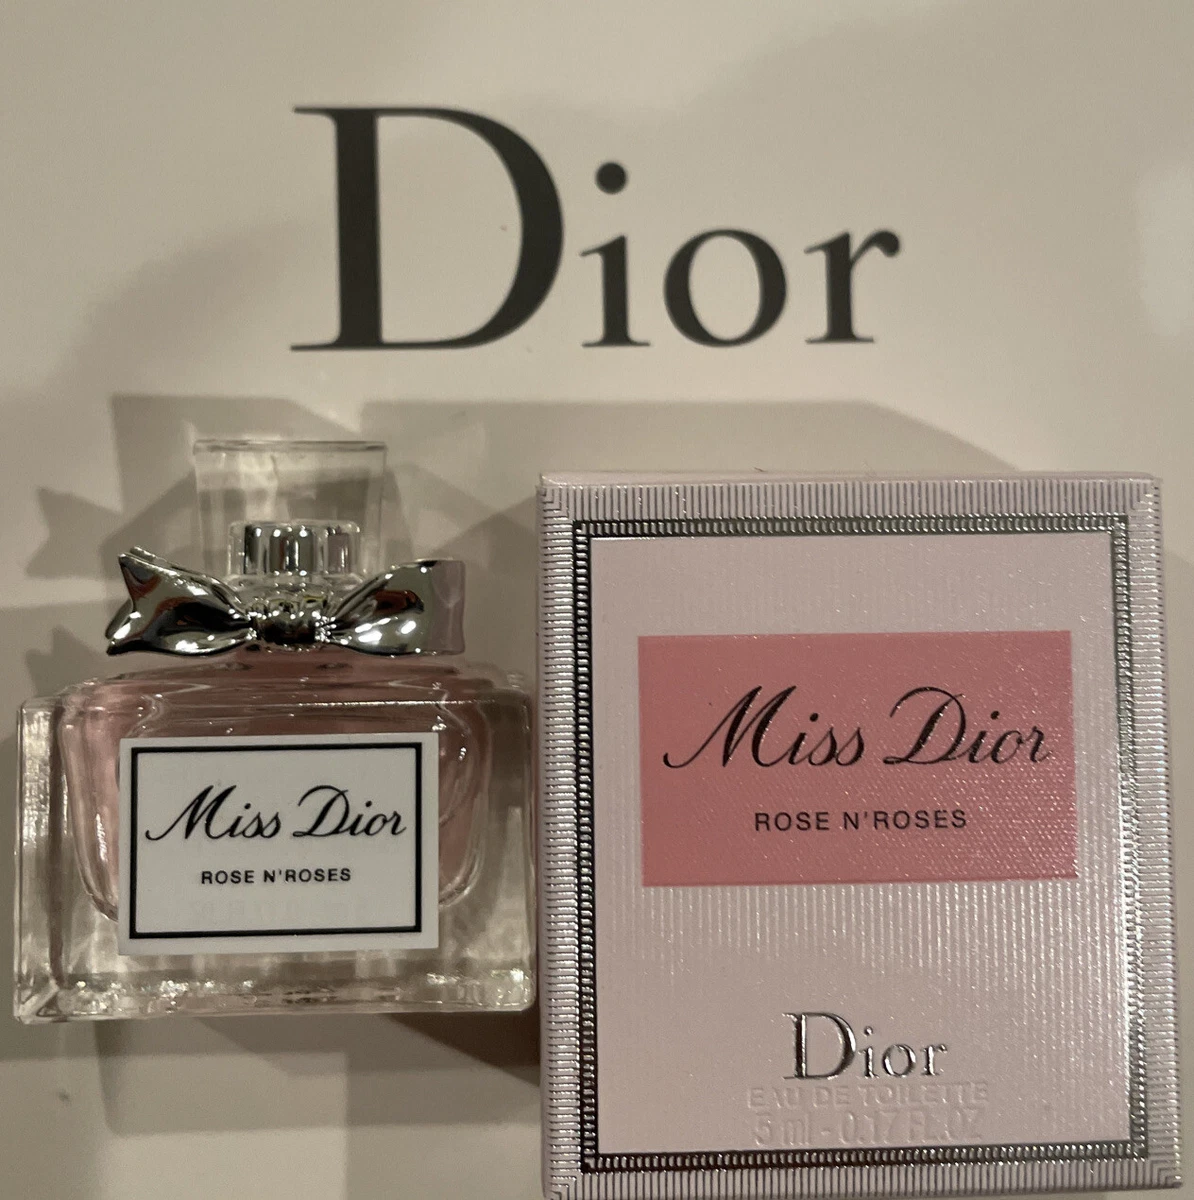 Dior
Miss Dior
ROSE N'ROSES
Miss Dior
ROSE N'ROSES
Dior
EAU DE TOILETTE
5 ml - 0.17 FL.OZ